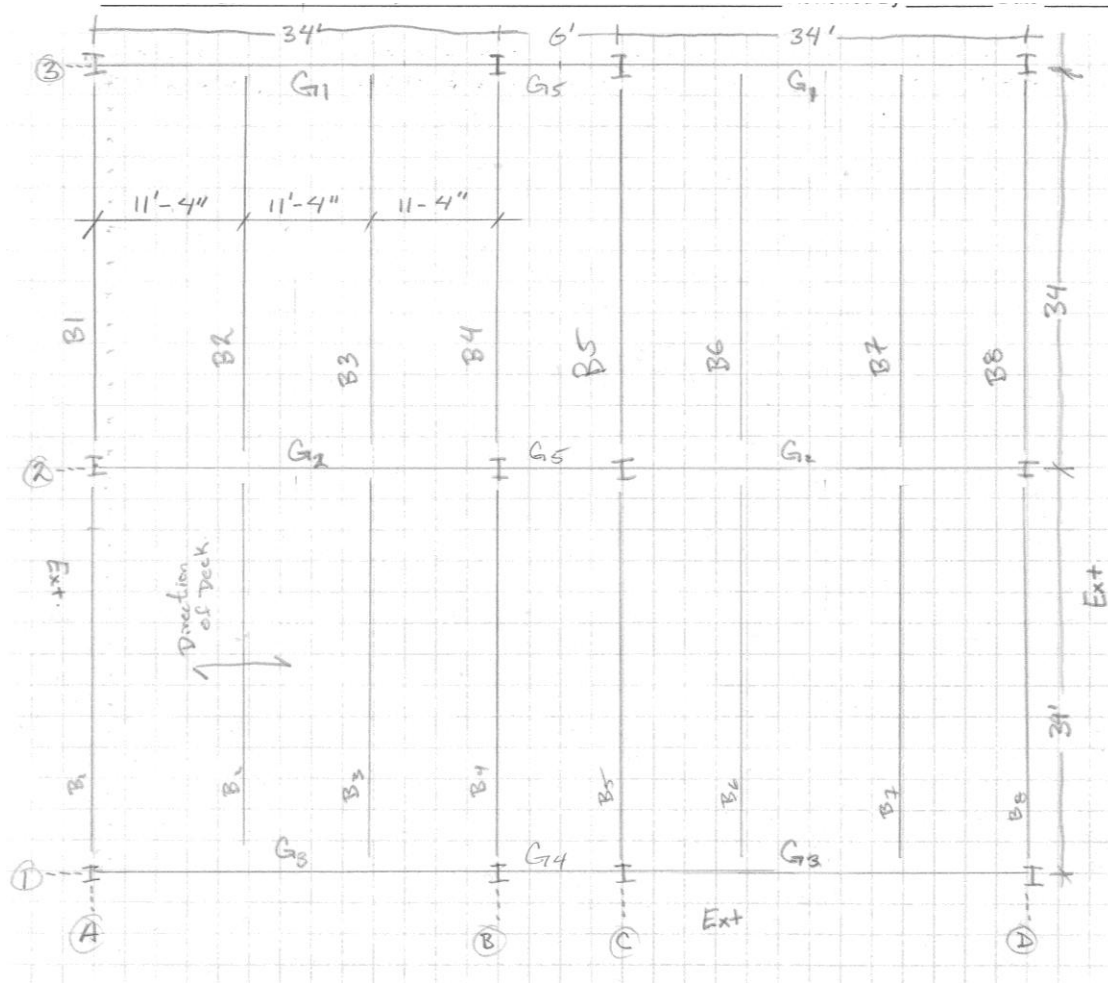 34' 6' 34'
3
G1 G5 G1
11'-4" 11'-4" 11-4"
34
B1 B2 B3 B4 B5 B6 B7 B8
G2 G5 G2
2
Ext.
Direction
of Deck
Ext.
34'
B1 B2 B3 B4 B5 B6 B7 B8
G3 G4 G3
1
Ext
A B C D